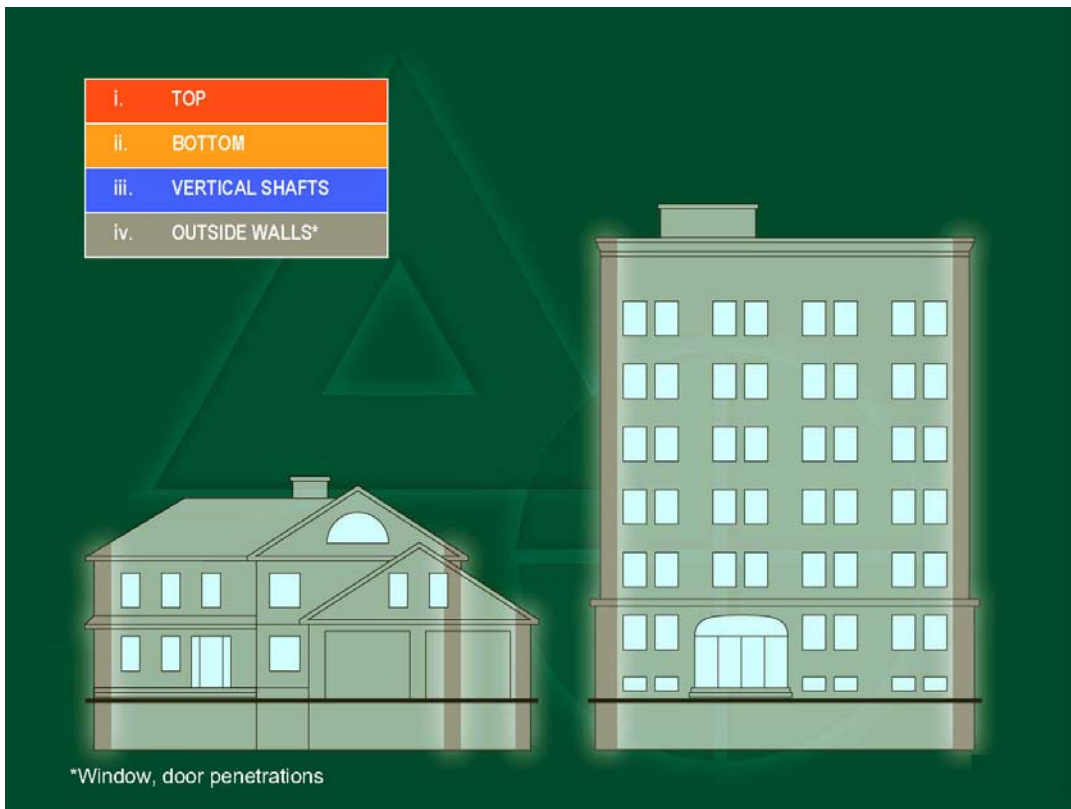 i. TOP
ii. BOTTOM
iii. VERTICAL SHAFTS
iv. OUTSIDE WALLS*
*Window, door penetrations